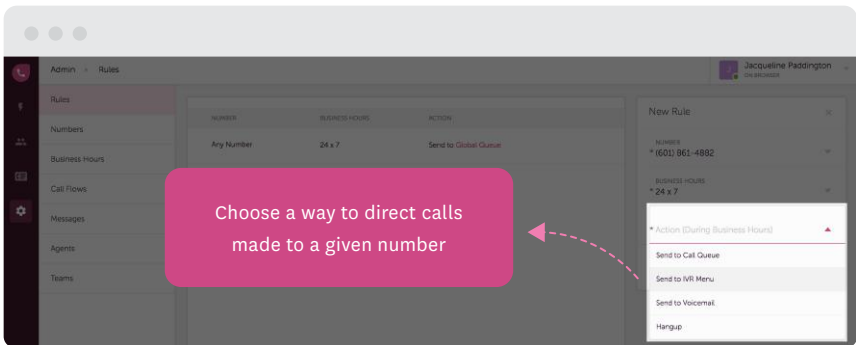 Admin Rules
Jacqueline Paddington
ON BROWSER
Rules
Numbers
Business Hours
Call Flows
Messages
Agents
Teams
NUMBER BUSINESS HOURS ACTION
Any Number 24 x 7 Send to Global Queue
Choose a way to direct calls
made to a given number
New Rule
NUMBER
* (601) 861-4892
BUSINESS HOURS
* 24 x 7
* Action (During Business Hours)
Send to Call Queue
Send to IVR Menu
Send to Voicemail
Hangup